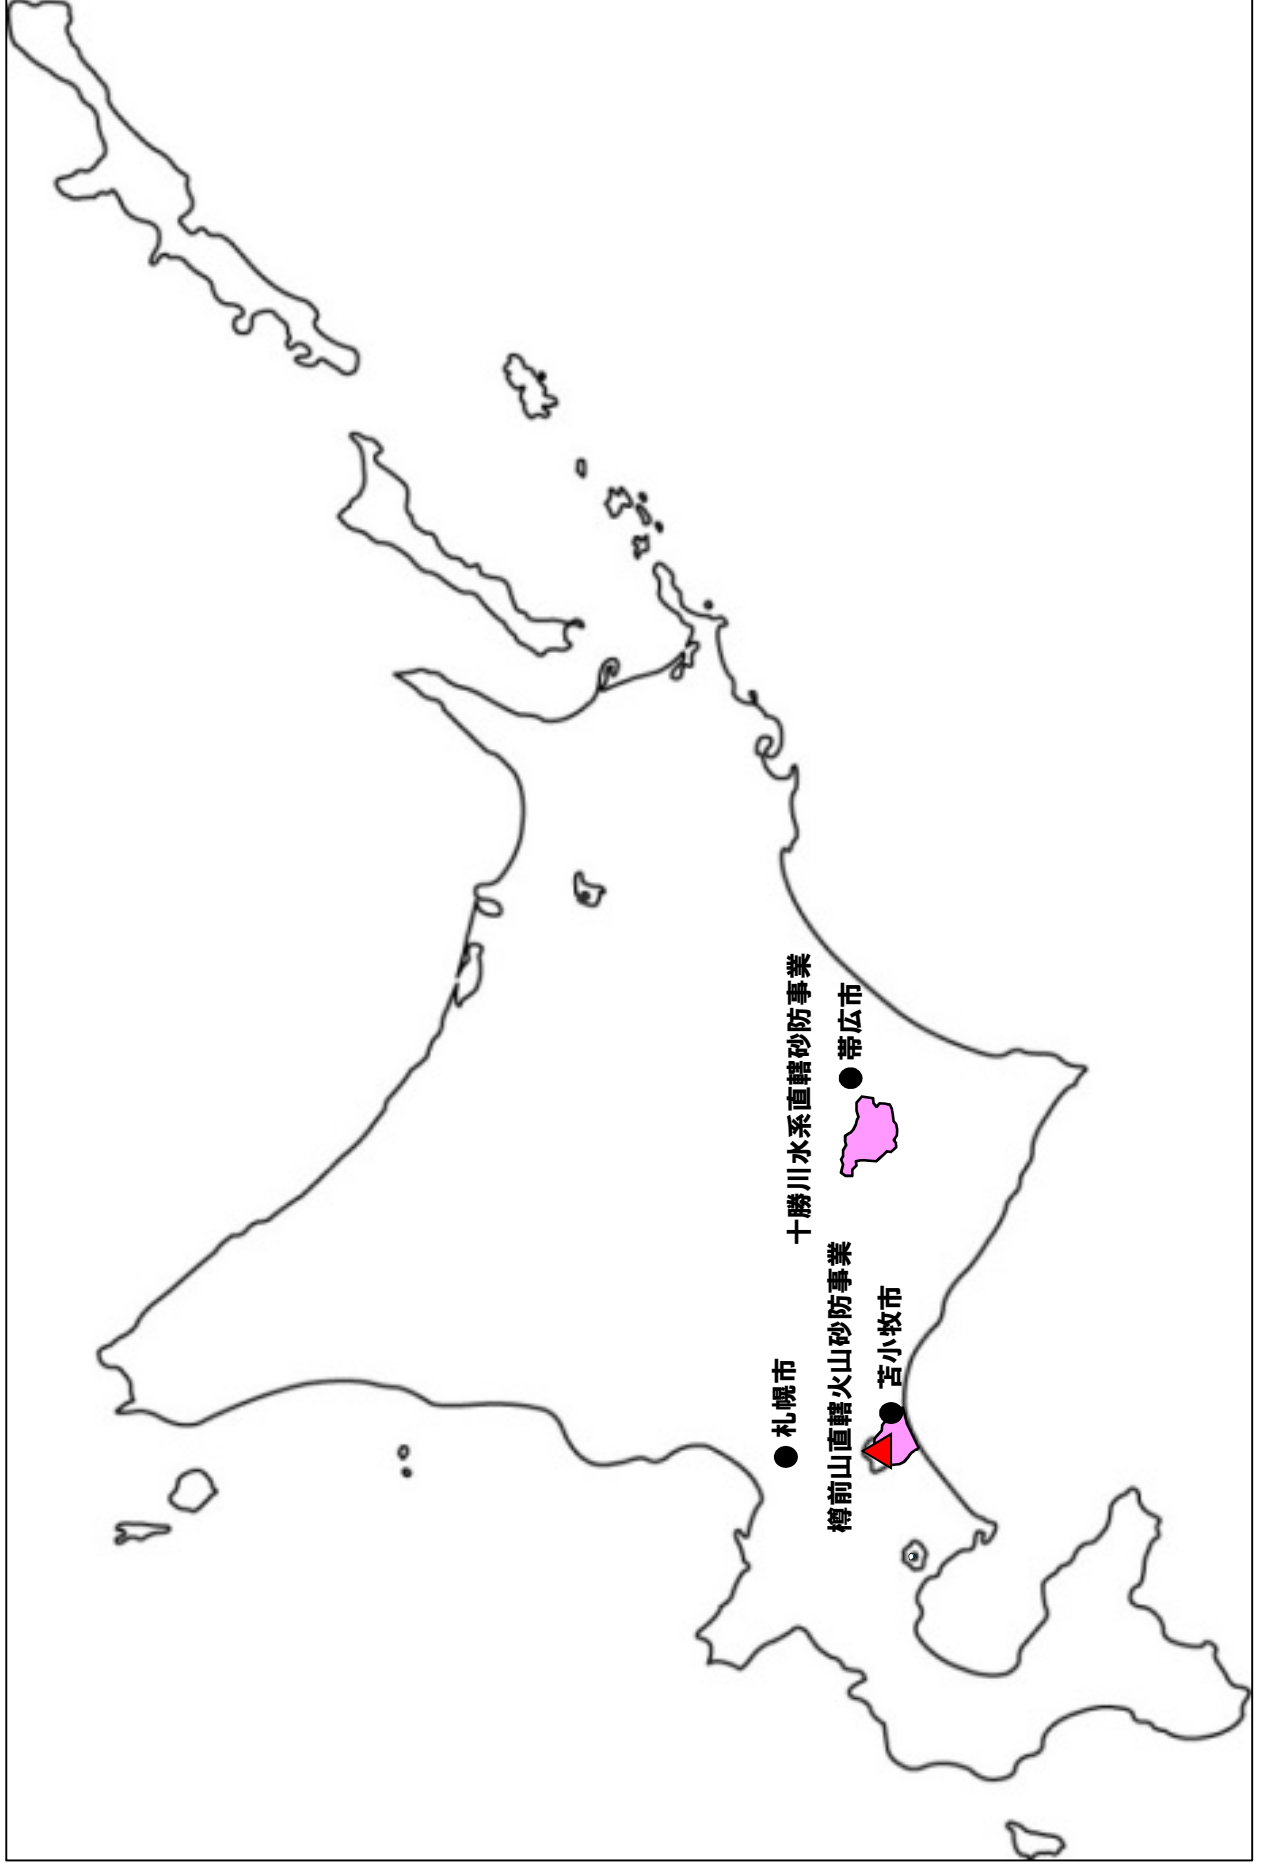 札幌市
樽前山直轄火山砂防事業
苫小牧市
十勝川水系直轄砂防事業
帯広市